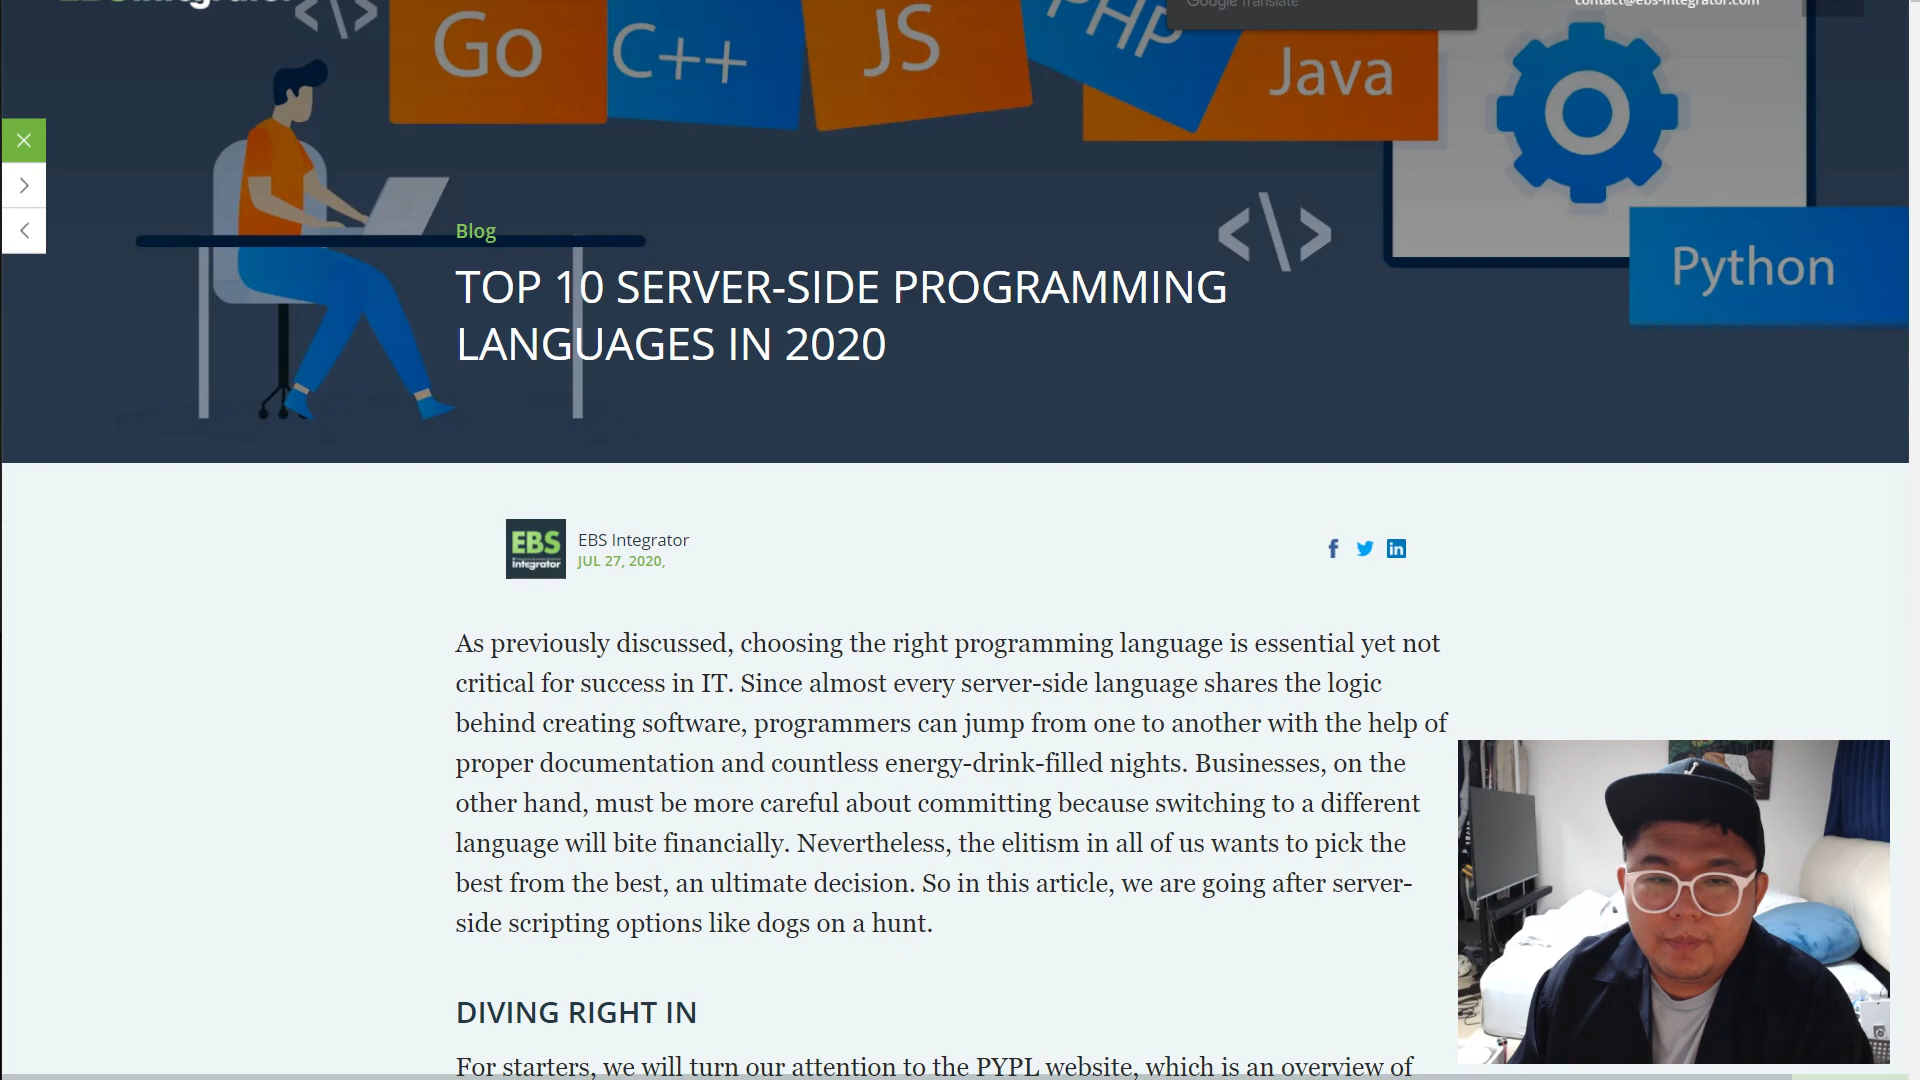 Google Translate
contact@ebs-integrator.com
Go
C++
JS
PHP
Java
Python
Blog
TOP 10 SERVER-SIDE PROGRAMMING
LANGUAGES IN 2020
EBS
integrator
EBS Integrator
JUL 27, 2020,
As previously discussed, choosing the right programming language is essential yet not
critical for success in IT. Since almost every server-side language shares the logic
behind creating software, programmers can jump from one to another with the help of
proper documentation and countless energy-drink-filled nights. Businesses, on the
other hand, must be more careful about committing because switching to a different
language will bite financially. Nevertheless, the elitism in all of us wants to pick the
best from the best, an ultimate decision. So in this article, we are going after server-
side scripting options like dogs on a hunt.
DIVING RIGHT IN
For starters, we will turn our attention to the PYPL website, which is an overview of